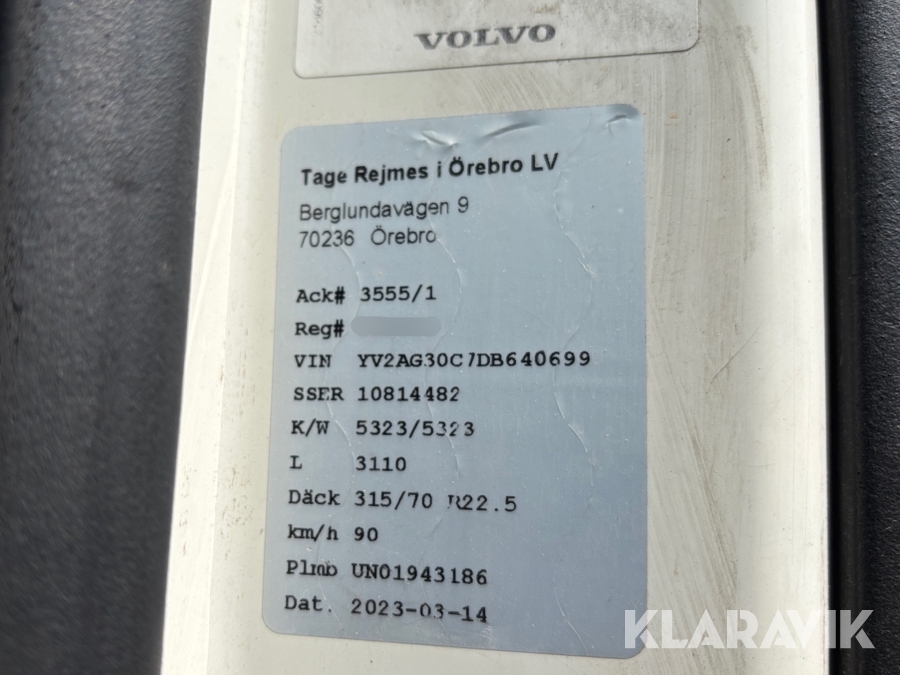 VOLVO
Tage Rejmes i Örebro LV
Berglundavägen 9
70236 Örebro
Ack# 3555/1
Reg#
VIN YV2AG30C7DB640699
SSER 10814482
K/W 5323/5323
L 3110
Däck 315/70 R22.5
km/h 90
Plmb UN01943186
Dat. 2023-03-14
KLARAVIK